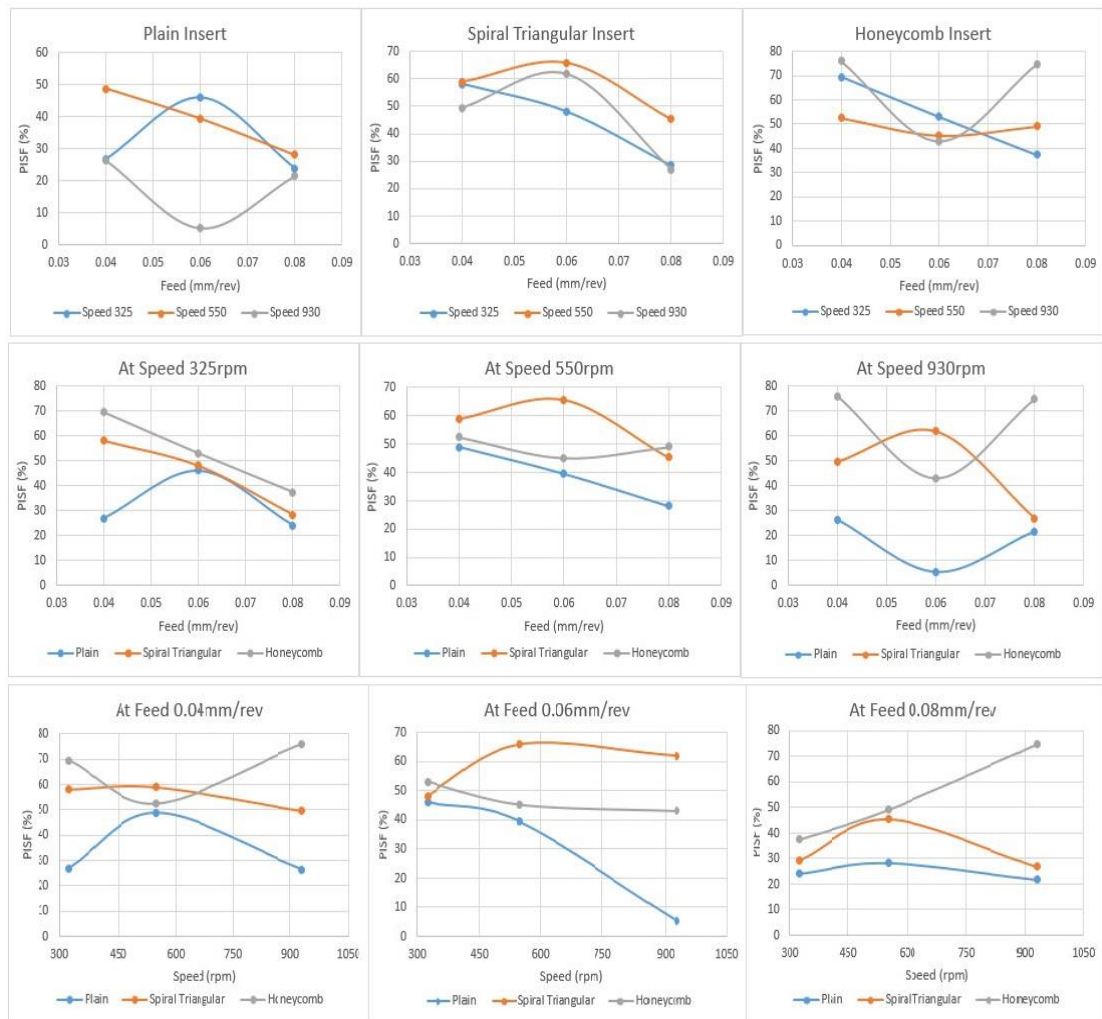 Plain Insert
60
50
40
30
20
10
0
PISF (%)
0.03 0.04 0.05 0.06 0.07 0.08 0.09
Feed (mm/rev)
Speed 325 Speed 550 Speed 930
Spiral Triangular Insert
70
60
50
40
30
20
10
0
PISF (%)
0.03 0.04 0.05 0.06 0.07 0.08 0.09
Feed (mm/rev)
Speed 325 Speed 550 Speed 930
Honeycomb Insert
80
70
60
50
40
30
20
10
0
PISF (%)
0.03 0.04 0.05 0.06 0.07 0.08 0.09
Feed (mm/rev)
Speed 325 Speed 550 Speed 930
At Speed 325rpm
80
70
60
50
40
30
20
10
0
PISF (%)
0.03 0.04 0.05 0.06 0.07 0.08 0.09
Feed (mm/rev)
Plain Spiral Triangular Honeycomb
At Speed 550rpm
70
60
50
40
30
20
10
0
PISF (%)
0.03 0.04 0.05 0.06 0.07 0.08 0.09
Feed (mm/rev)
Plain Spiral Triangular Honeycomb
At Speed 930rpm
80
70
60
50
40
30
20
10
0
PISF (%)
0.03 0.04 0.05 0.06 0.07 0.08 0.09
Feed (mm/rev)
Plain Spiral Triangular Honeycomb
At Feed 0.04mm/rev
80
70
60
50
40
30
20
10
0
PISF (%)
300 450 600 750 900 1050
Speed (rpm)
Plain Spiral Triangular Honeycomb
At Feed 0.06mm/rev
70
60
50
40
30
20
10
0
PISF (%)
300 450 600 750 900 1050
Speed (rpm)
Plain Spiral Triangular Honeycomb
At Feed 0.08mm/rev
80
70
60
50
40
30
20
10
0
PISF (%)
300 450 600 750 900 1050
Speed (rpm)
Plain Spiral Triangular Honeycomb